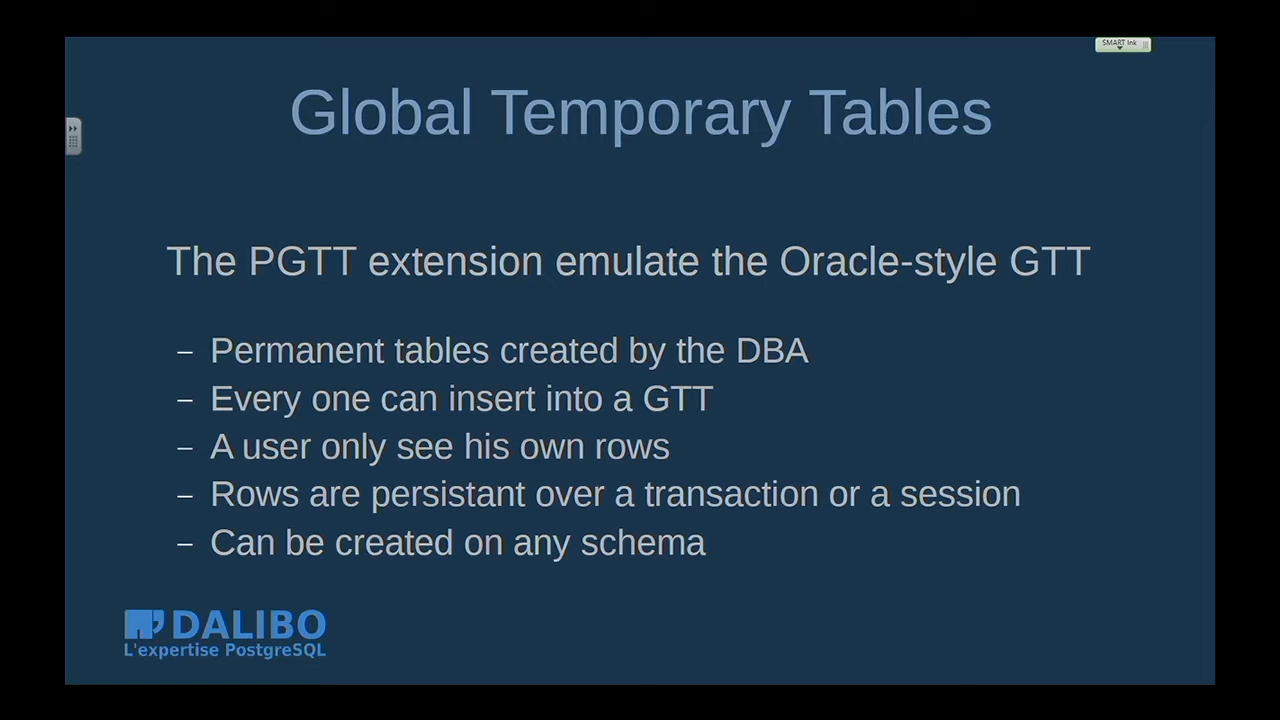 SMART Ink
Global Temporary Tables
The PGTT extension emulate the Oracle-style GTT
– Permanent tables created by the DBA
– Every one can insert into a GTT
– A user only see his own rows
– Rows are persistant over a transaction or a session
– Can be created on any schema
DALIBO
L'expertise PostgreSQL